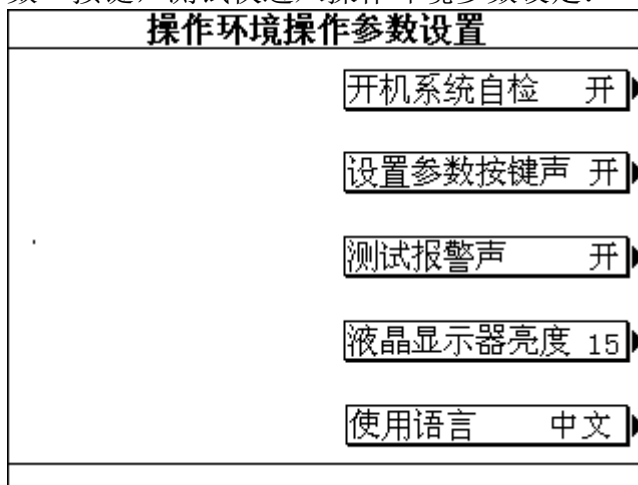 操作环境操作参数设置
开机系统自检 开
设置参数按键声 开
测试报警声 开
液晶显示器亮度 15
使用语言 中文